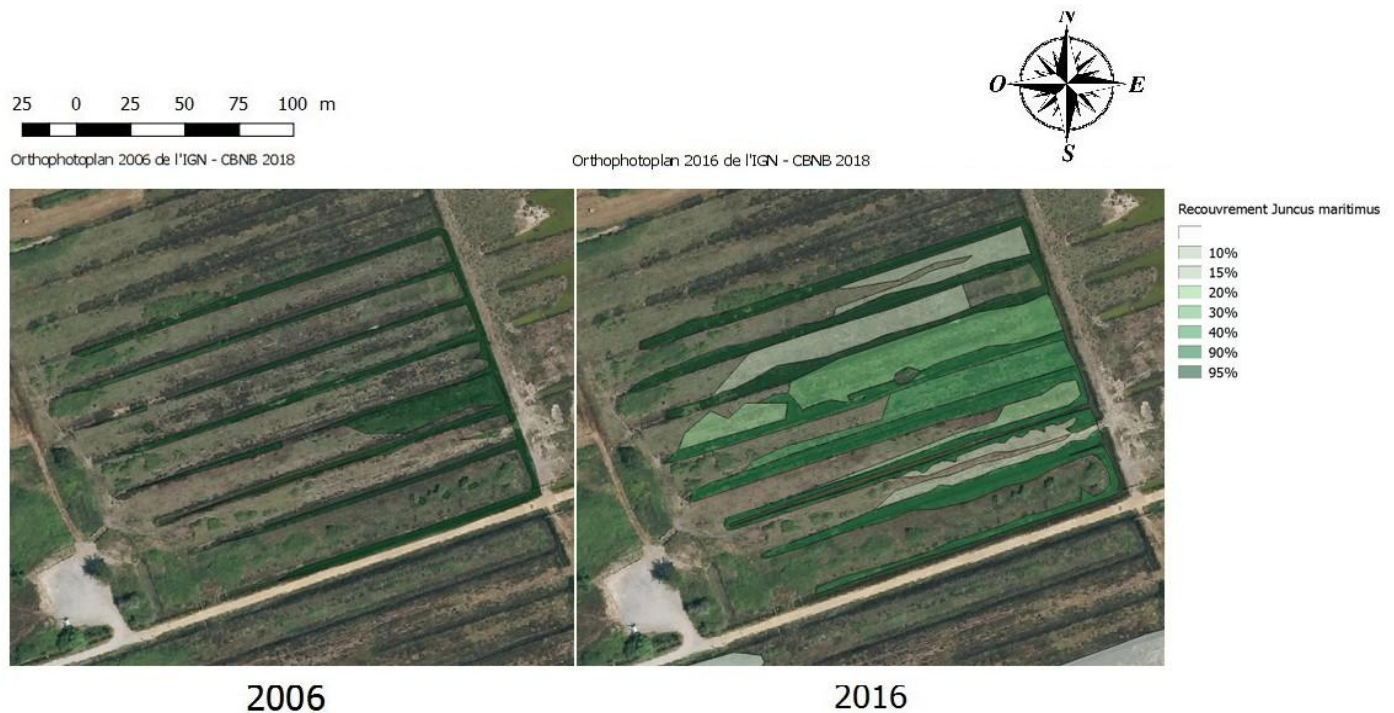 N
O
E
S
25 0 25 50 75 100 m
Orthophotoplan 2006 de l'IGN - CBNB 2018
Orthophotoplan 2016 de l'IGN - CBNB 2018
Recouvrement Juncus maritimus
10%
15%
20%
30%
40%
90%
95%
2006
2016